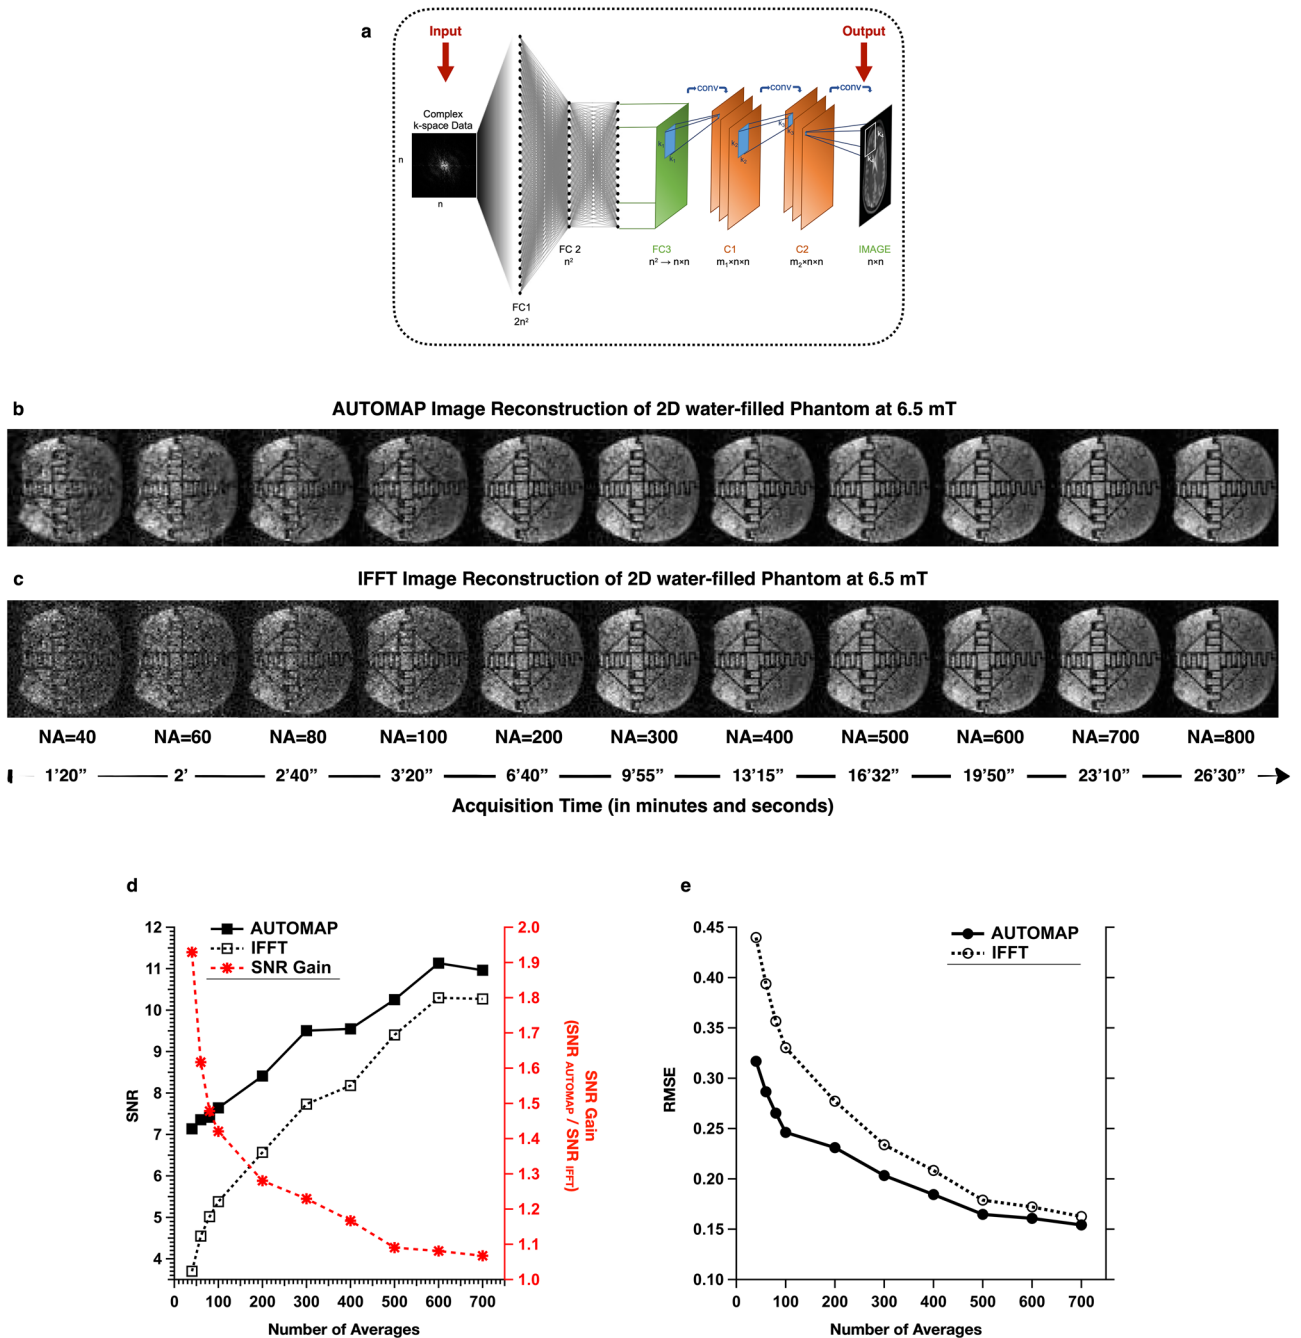 a
Input
Output
Complex
k-space Data
n
n
conv
conv
conv
k₁
k₁
k₂
k₂
FC 2
n²
FC3
n² → n×n
C1
m₁×n×n
C2
m₂×n×n
IMAGE
n×n
FC1
2n²
b
AUTOMAP Image Reconstruction of 2D water-filled Phantom at 6.5 mT
c
IFFT Image Reconstruction of 2D water-filled Phantom at 6.5 mT
NA=40 NA=60 NA=80 NA=100 NA=200 NA=300 NA=400 NA=500 NA=600 NA=700 NA=800
1’20” 2’ 2’40” 3’20” 6’40” 9’55” 13’15” 16’32” 19’50” 23’10” 26’30”
Acquisition Time (in minutes and seconds)
d
AUTOMAP
IFFT
SNR Gain
12
11
10
9
8
7
6
5
4
SNR
2.0
1.9
1.8
1.7
1.6
1.5
1.4
1.3
1.2
1.1
1.0
SNR Gain
(SNR AUTOMAP / SNR IFFT)
0 100 200 300 400 500 600 700
Number of Averages
e
AUTOMAP
IFFT
0.45
0.40
0.35
0.30
0.25
0.20
0.15
0.10
RMSE
0 100 200 300 400 500 600 700
Number of Averages